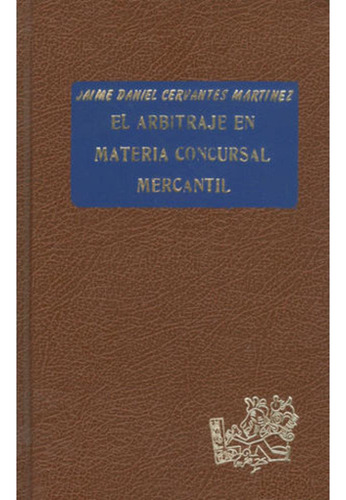 JAIME DANIEL CERVANTES MARTINEZ
EL ARBITRAJE EN
MATERIA CONCURSAL
MERCANTIL